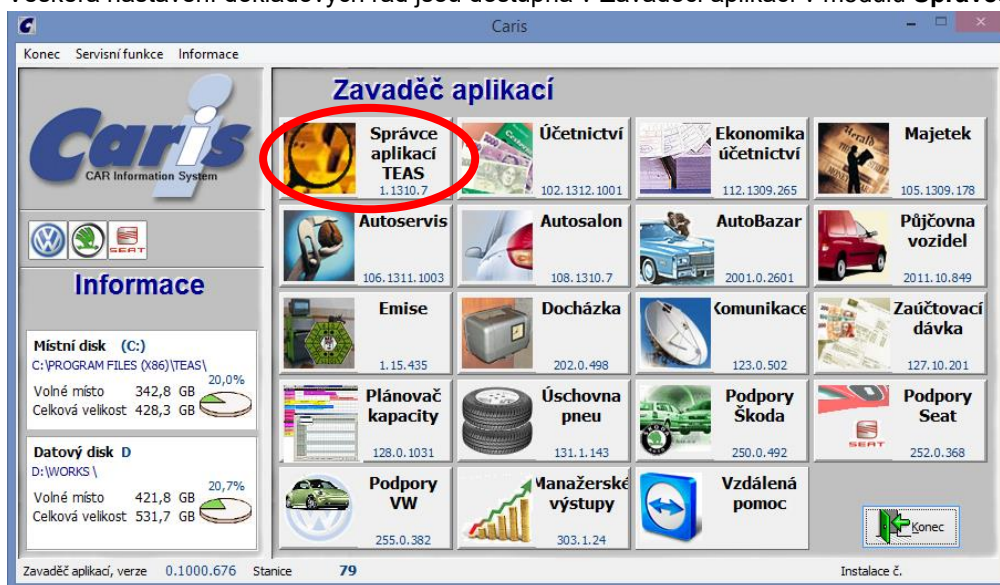 Caris
Konec Servisní funkce Informace
Caris
CAR Information System
SEAT
Informace
Místní disk (C:)
C:\PROGRAM FILES (X86)\TEAS\
20,0%
Volné místo 342,8 GB
Celková velikost 428,3 GB
Datový disk D
D:\WORKS\
20,7%
Volné místo 421,8 GB
Celková velikost 531,7 GB
Zavaděč aplikací
Správce aplikací TEAS
1.1310.7
Účetnictví
102.1312.1001
Ekonomika účetnictví
112.1309.265
Majetek
105.1309.178
Autoservis
106.1311.1003
Autosalon
108.1310.7
AutoBazar
2001.0.2601
Půjčovna vozidel
2011.10.849
Emise
1.15.435
Docházka
202.0.498
Komunikace
123.0.502
Zaúčtovací dávka
127.10.201
Plánovač kapacity
128.0.1031
Úschovna pneu
131.1.143
Podpory Škoda
250.0.492
SEAT
Podpory Seat
252.0.368
Podpory VW
255.0.382
Manažerské výstupy
303.1.24
Vzdálená pomoc
Konec
Zavaděč aplikací, verze 0.1000.676 Stanice 79 Instalace č.